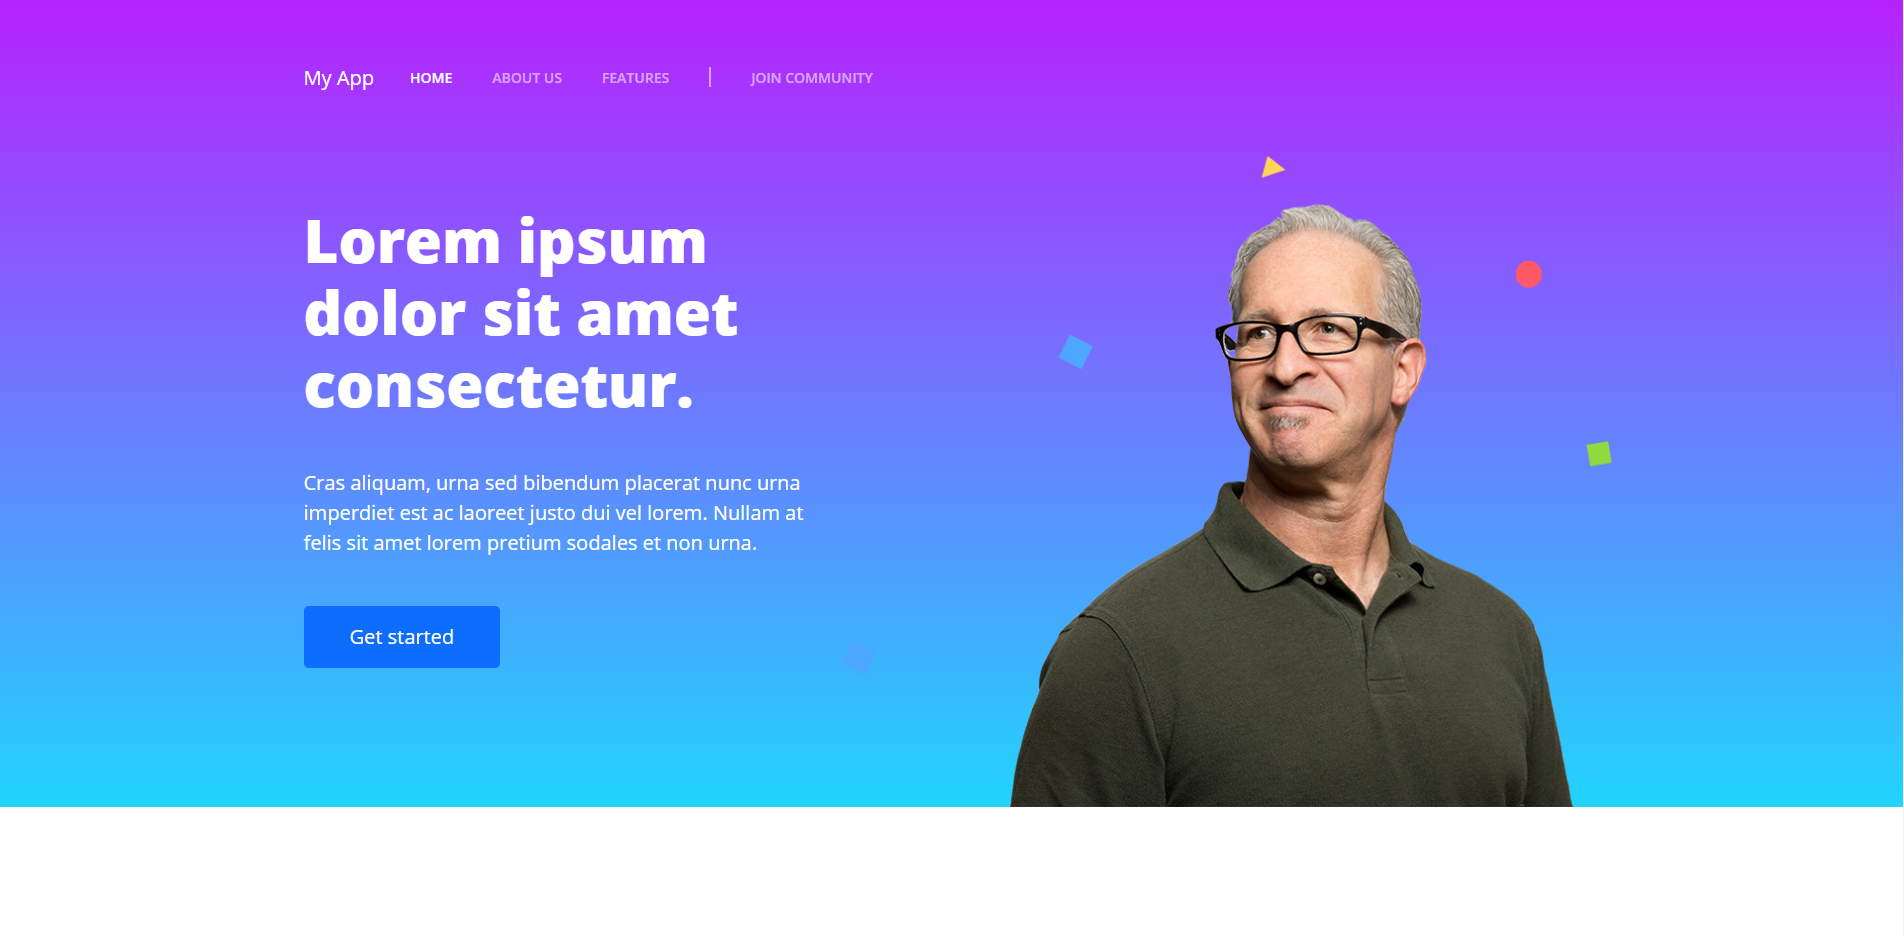 My App HOME ABOUT US FEATURES JOIN COMMUNITY
Lorem ipsum
dolor sit amet
consectetur.
Cras aliquam, urna sed bibendum placerat nunc urna
imperdiet est ac laoreet justo dui vel lorem. Nullam at
felis sit amet lorem pretium sodales et non urna.
Get started